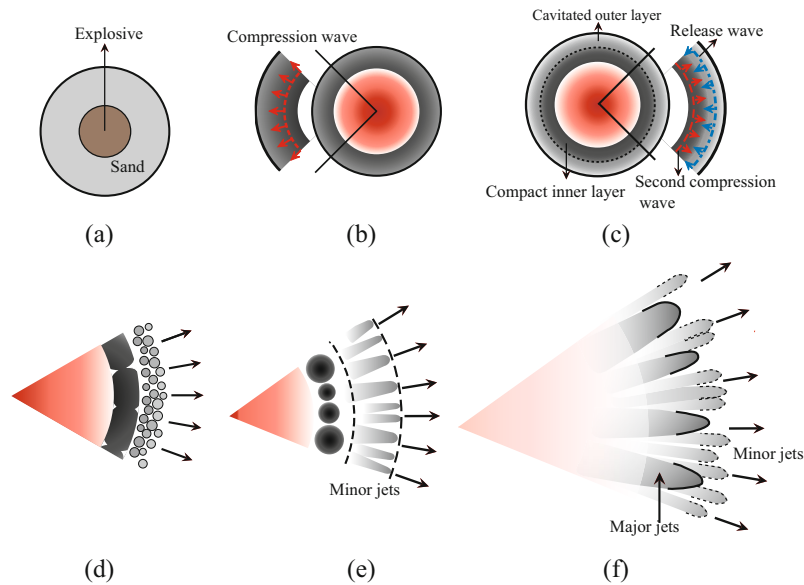 Explosive
Sand
(a)
Compression wave
(b)
Cavitated outer layer
Release wave
Compact inner layer
Second compression
wave
(c)
(d)
Minor jets
(e)
Minor jets
Major jets
(f)